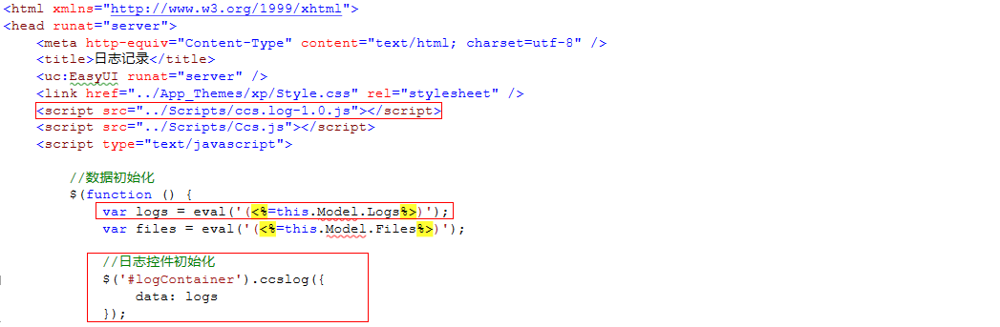 <html xmlns="http://www.w3.org/1999/xhtml">
<head runat="server">
    <meta http-equiv="Content-Type" content="text/html; charset=utf-8" />
    <title>日志记录</title>
    <uc:EasyUI runat="server" />
    <link href="../App_Themes/xp/Style.css" rel="stylesheet" />
    <script src="../Scripts/ccs.log-1.0.js"></script>
    <script src="../Scripts/Ccs.js"></script>
    <script type="text/javascript">
        //数据初始化
        $(function () {
            var logs = eval('(<%=this.Model.Logs%>)');
            var files = eval('(<%=this.Model.Files%>)');
            //日志控件初始化
            $('#logContainer').ccslog({
                data: logs
            });